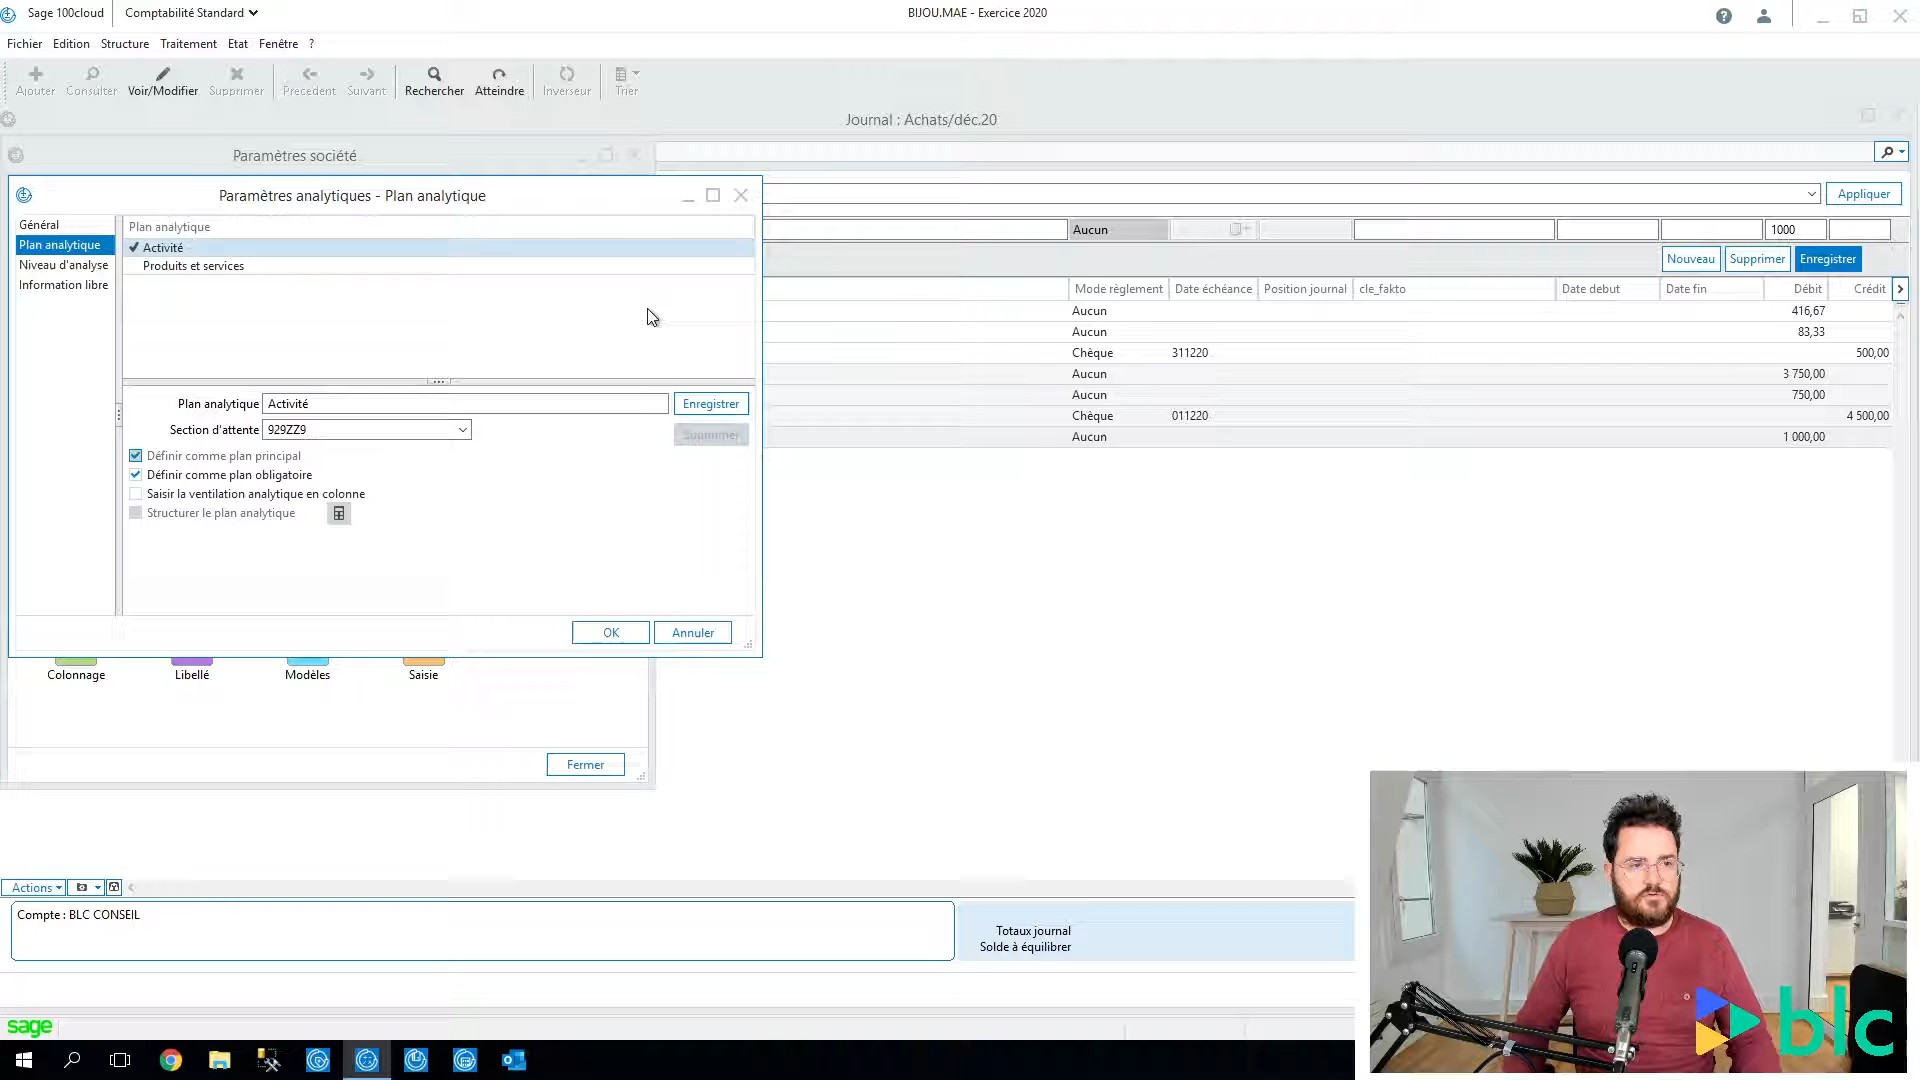 Sage 100cloud
Comptabilité Standard
BIJOU.MAE - Exercice 2020
Fichier Edition Structure Traitement Etat Fenêtre ?
Ajouter Consulter Voir/Modifier Supprimer Précédent Suivant Rechercher Atteindre Inverseur Trier
Journal : Achats/déc.20
Paramètres société
Paramètres analytiques - Plan analytique
Général
Plan analytique
Niveau d'analyse
Information libre
Plan analytique
Activité
Produits et services
Plan analytique Activité Enregistrer
Section d'attente 929ZZ9 Supprimer
Définir comme plan principal
Définir comme plan obligatoire
Saisir la ventilation analytique en colonne
Structurer le plan analytique
OK Annuler
Colonnage Libellé Modèles Saisie
Fermer
Appliquer
Aucun 1000
Nouveau Supprimer Enregistrer
Mode règlement Date échéance Position journal cle_fakto Date debut Date fin Débit Crédit
Aucun 416,67
Aucun 83,33
Chèque 311220 500,00
Aucun 3 750,00
Aucun 750,00
Chèque 011220 4 500,00
Aucun 1 000,00
Actions
Compte : BLC CONSEIL
Totaux journal
Solde à équilibrer
sage
blc